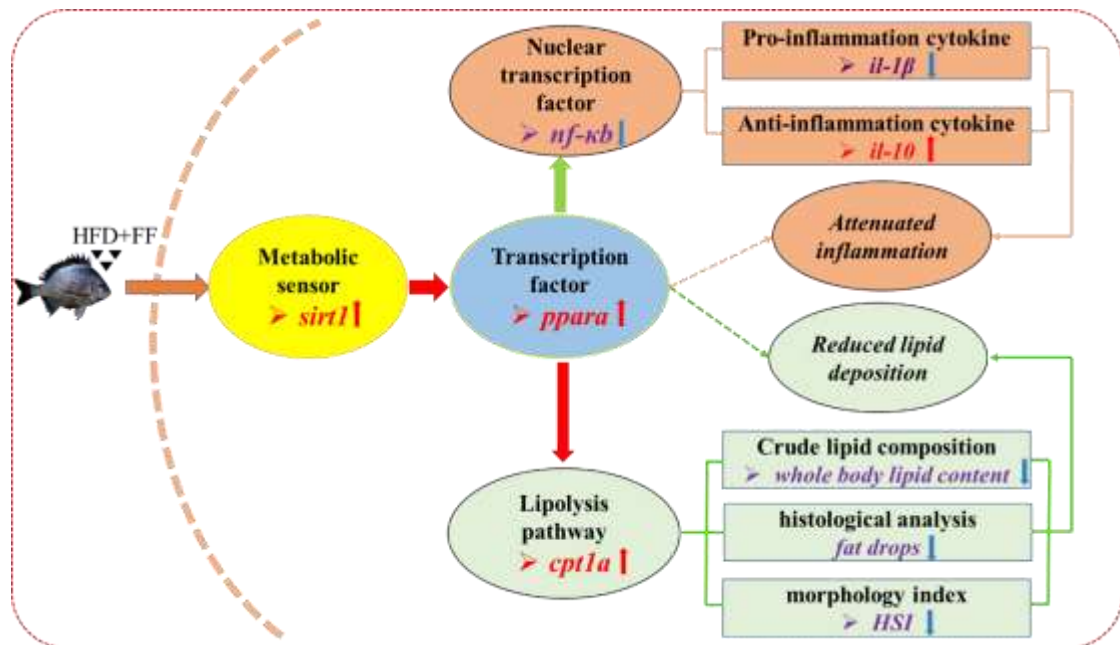 HFD+FF
Metabolic
sensor
➢ sirt1
Nuclear
transcription
factor
➢ nf-κb
Transcription
factor
➢ ppara
Lipolysis
pathway
➢ cpt1a
Pro-inflammation cytokine
➢ il-1β
Anti-inflammation cytokine
➢ il-10
Attenuated
inflammation
Reduced lipid
deposition
Crude lipid composition
➢ whole body lipid content
histological analysis
fat drops
morphology index
➢ HSI